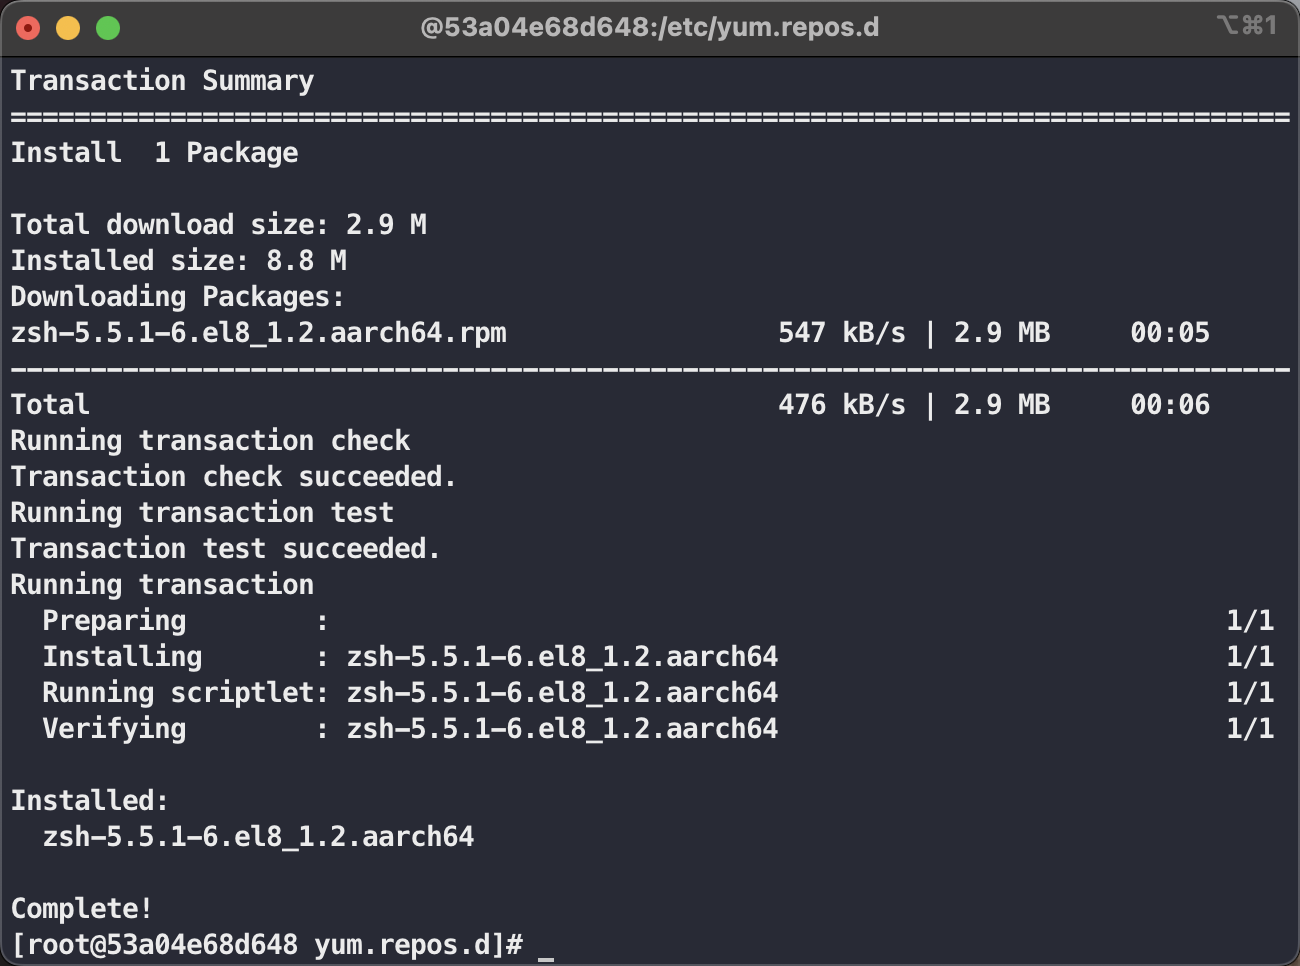 @53a04e68d648:/etc/yum.repos.d ⌥⌘1
Transaction Summary
================================================================================
Install  1 Package

Total download size: 2.9 M
Installed size: 8.8 M
Downloading Packages:
zsh-5.5.1-6.el8_1.2.aarch64.rpm                 547 kB/s | 2.9 MB     00:05
--------------------------------------------------------------------------------
Total                                           476 kB/s | 2.9 MB     00:06
Running transaction check
Transaction check succeeded.
Running transaction test
Transaction test succeeded.
Running transaction
  Preparing        :                                                        1/1
  Installing       : zsh-5.5.1-6.el8_1.2.aarch64                            1/1
  Running scriptlet: zsh-5.5.1-6.el8_1.2.aarch64                            1/1
  Verifying        : zsh-5.5.1-6.el8_1.2.aarch64                            1/1

Installed:
  zsh-5.5.1-6.el8_1.2.aarch64

Complete!
[root@53a04e68d648 yum.repos.d]# _